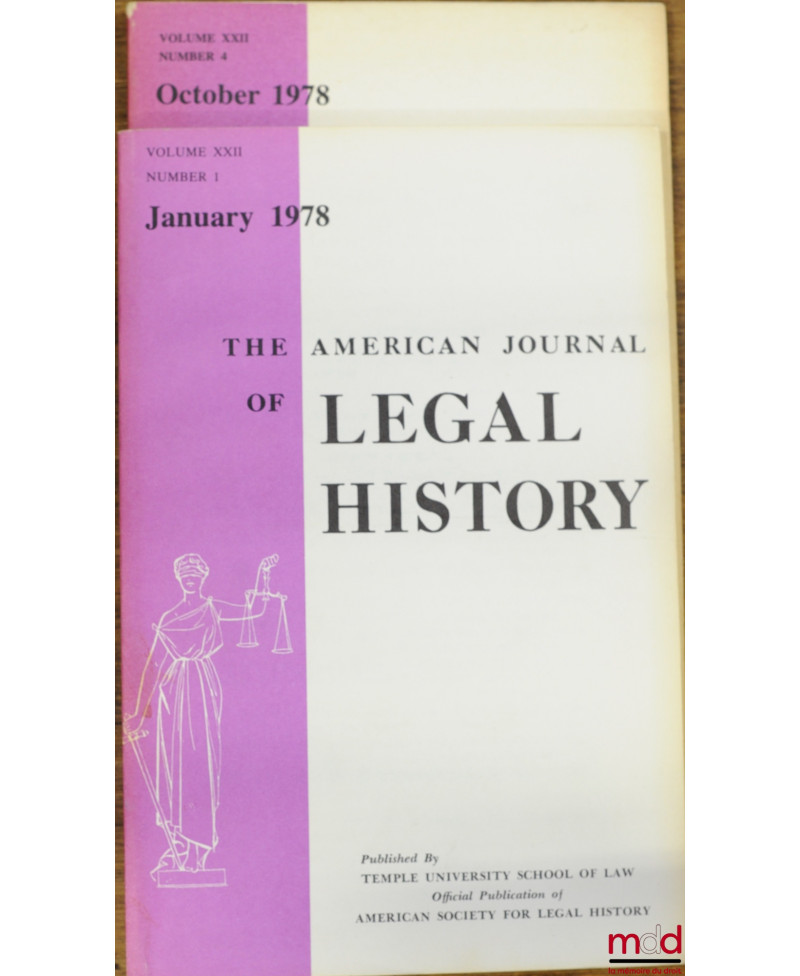 VOLUME XXII
NUMBER 4
October 1978
VOLUME XXII
NUMBER 1
January 1978
THE AMERICAN JOURNAL
OF LEGAL
HISTORY
Published By
TEMPLE UNIVERSITY SCHOOL OF LAW
Official Publication of
AMERICAN SOCIETY FOR LEGAL HISTORY
mdd
la mémoire du droit